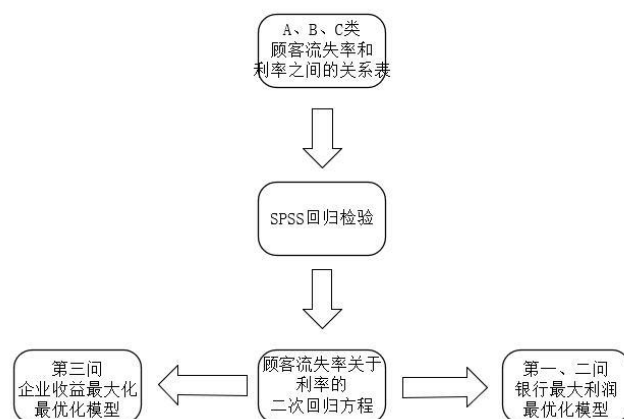 A、B、C类
顾客流失率和
利率之间的关系表
SPSS回归检验
第三问
企业收益最大化
最优化模型
顾客流失率关于
利率的
二次回归方程
第一、二问
银行最大利润
最优化模型